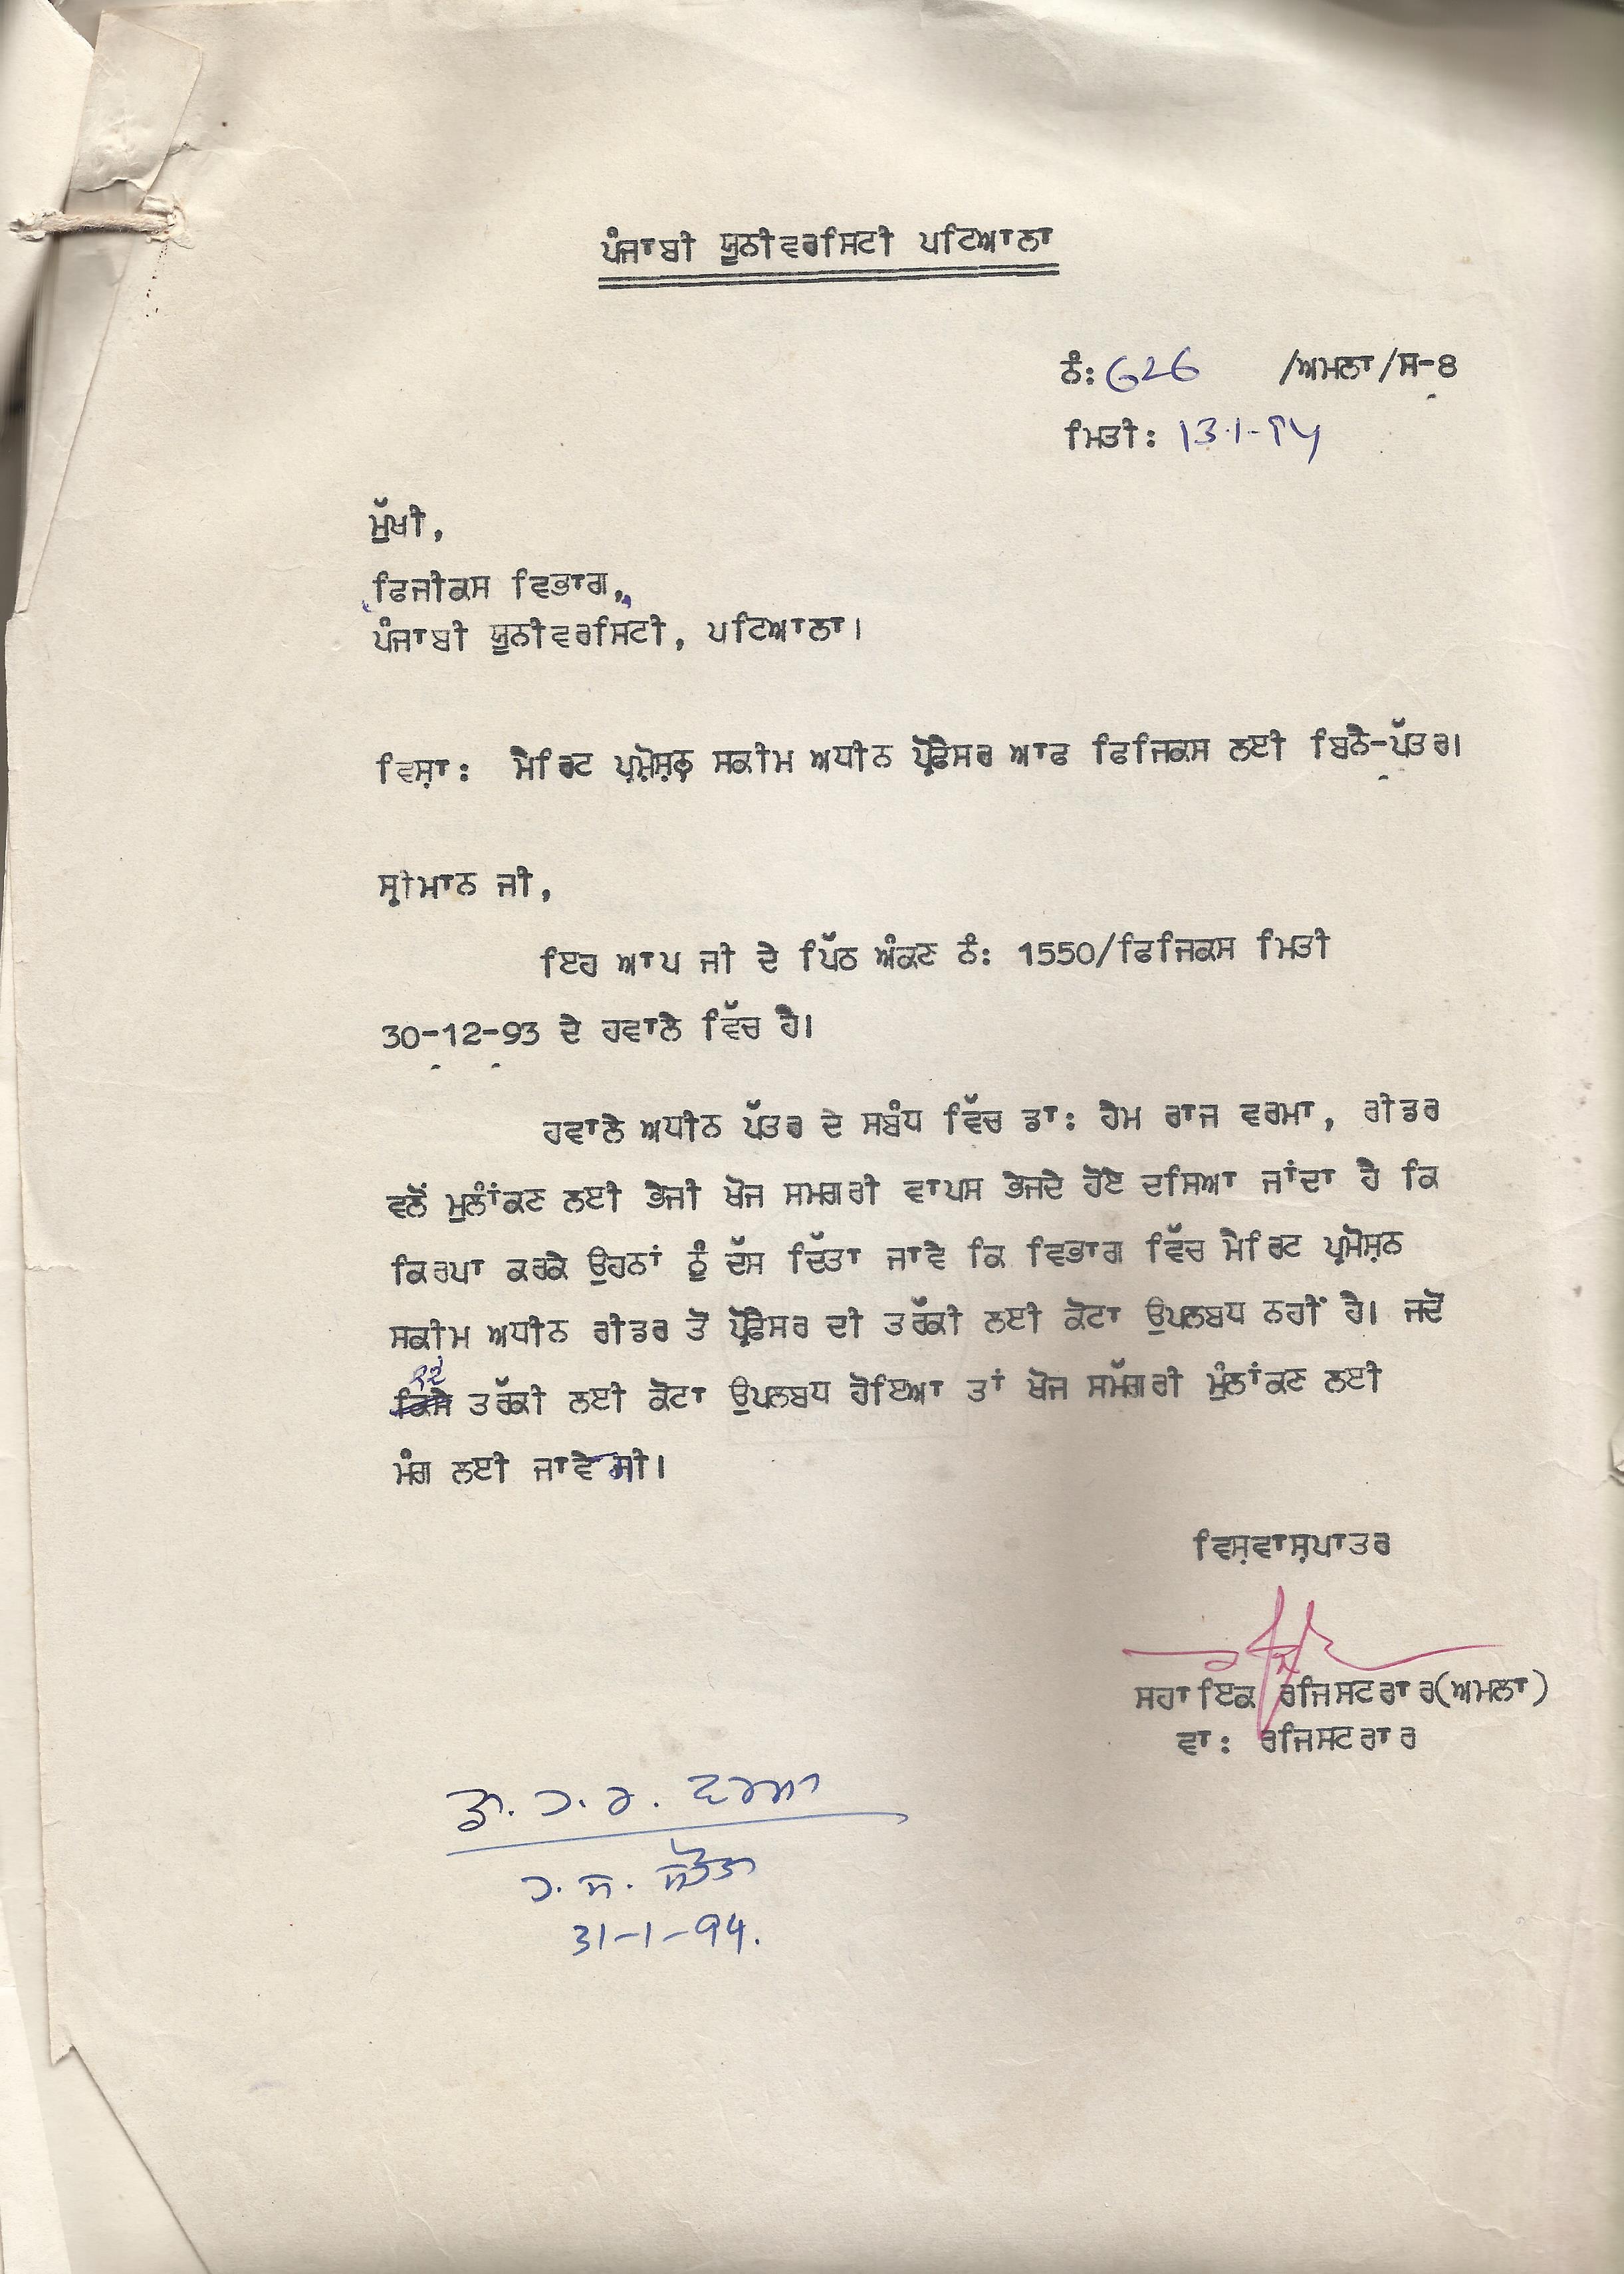 ਪੰਜਾਬੀ ਯੂਨੀਵਰਸਿਟੀ ਪਟਿਆਲਾ
ਨੰ: 626 /ਅਮਲਾ/ਸ-8
ਮਿਤੀ: 13-1-94
ਮੁੱਖੀ,
ਫਿਜੀਕਸ ਵਿਭਾਗ,
ਪੰਜਾਬੀ ਯੂਨੀਵਰਸਿਟੀ, ਪਟਿਆਲਾ।
ਵਿਸ਼ਾ: ਮੈਰਿਟ ਪ੍ਰਮੋਸ਼ਨ ਸਕੀਮ ਅਧੀਨ ਪ੍ਰੋਫੈਸਰ ਆਫ ਫਿਜਿਕਸ ਲਈ ਬਿਨੈ-ਪੱਤਰ।
ਸ੍ਰੀਮਾਨ ਜੀ,
ਇਹ ਆਪ ਜੀ ਦੇ ਪਿੱਠ ਅੰਕਣ ਨੰ: 1550/ਫਿਜਿਕਸ ਮਿਤੀ
30-12-93 ਦੇ ਹਵਾਲੇ ਵਿੱਚ ਹੈ।
ਹਵਾਲੇ ਅਧੀਨ ਪੱਤਰ ਦੇ ਸਬੰਧ ਵਿੱਚ ਡਾ: ਹੇਮ ਰਾਜ ਵਰਮਾ, ਰੀਡਰ
ਵਲੋਂ ਮੁਲਾਂਕਣ ਲਈ ਭੇਜੀ ਖੋਜ ਸਮਗਰੀ ਵਾਪਸ ਭੇਜਦੇ ਹੋਏ ਦਸਿਆ ਜਾਂਦਾ ਹੈ ਕਿ
ਕਿਰਪਾ ਕਰਕੇ ਉਹਨਾਂ ਨੂੰ ਦੱਸ ਦਿੱਤਾ ਜਾਵੇ ਕਿ ਵਿਭਾਗ ਵਿੱਚ ਮੈਰਿਟ ਪ੍ਰਮੋਸ਼ਨ
ਸਕੀਮ ਅਧੀਨ ਰੀਡਰ ਤੋਂ ਪ੍ਰੋਫੈਸਰ ਦੀ ਤਰੱਕੀ ਲਈ ਕੋਟਾ ਉਪਲਬਧ ਨਹੀਂ ਹੈ। ਜਦੋਂ
ਤਰੱਕੀ ਲਈ ਕੋਟਾ ਉਪਲਬਧ ਹੋਇਆ ਤਾਂ ਖੋਜ ਸਮੱਗਰੀ ਮੁੱਲਾਂਕਣ ਲਈ
ਮੰਗ ਲਈ ਜਾਵੇਗੀ।
ਵਿਸ਼ਵਾਸ਼ਪਾਤਰ
ਸਹਾਇਕ ਰਜਿਸਟਰਾਰ(ਅਮਲਾ)
ਵਾ: ਰਜਿਸਟਰਾਰ
ਡਾ. ਹ. ਰ. ਵਰਮਾ
ਹ. ਸ.
31-1-94.